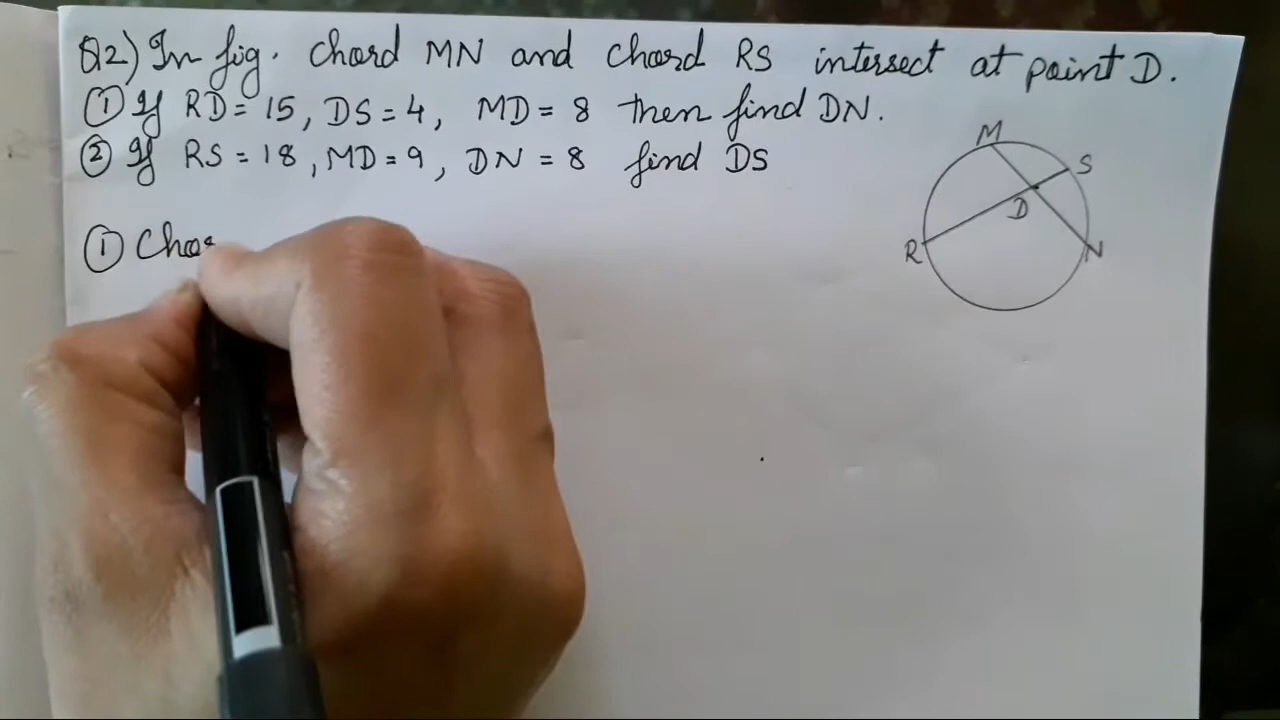 Q2) In fig. Chord MN and chord RS intersect at point D.
① If RD = 15, DS = 4, MD = 8 then find DN.
② If RS = 18, MD = 9, DN = 8 find DS
M
S
D
R
N
① Chor